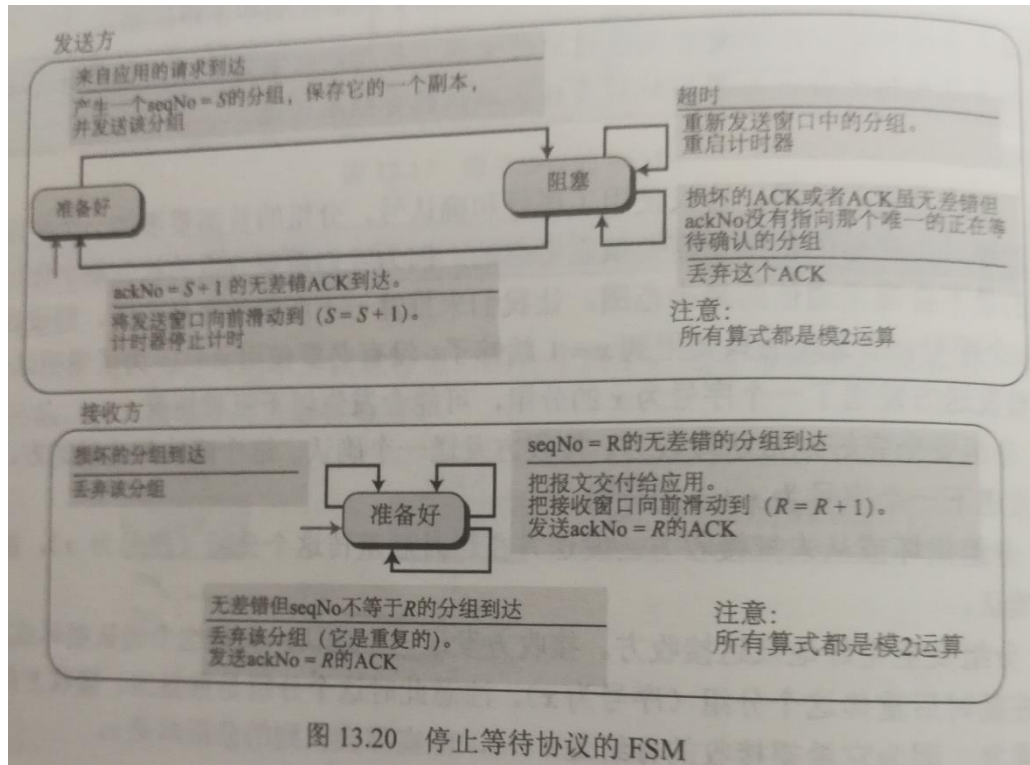 发送方
来自应用的请求到达
产生一个seqNo = S的分组，保存它的一个副本，
并发送该分组
超时
重新发送窗口中的分组。
重启计时器
准备好
阻塞
损坏的ACK或者ACK虽无差错但
ackNo没有指向那个唯一的正在等
待确认的分组
丢弃这个ACK
ackNo = S+1 的无差错ACK到达。
将发送窗口向前滑动到（S = S + 1）。
计时器停止计时
注意：
所有算式都是模2运算
接收方
损坏的分组到达
丢弃该分组
seqNo = R的无差错的分组到达
把报文交付给应用。
把接收窗口向前滑动到（R = R + 1）。
发送ackNo = R的ACK
准备好
无差错但seqNo不等于R的分组到达
丢弃该分组（它是重复的）。
发送ackNo = R的ACK
注意：
所有算式都是模2运算
图 13.20 停止等待协议的 FSM